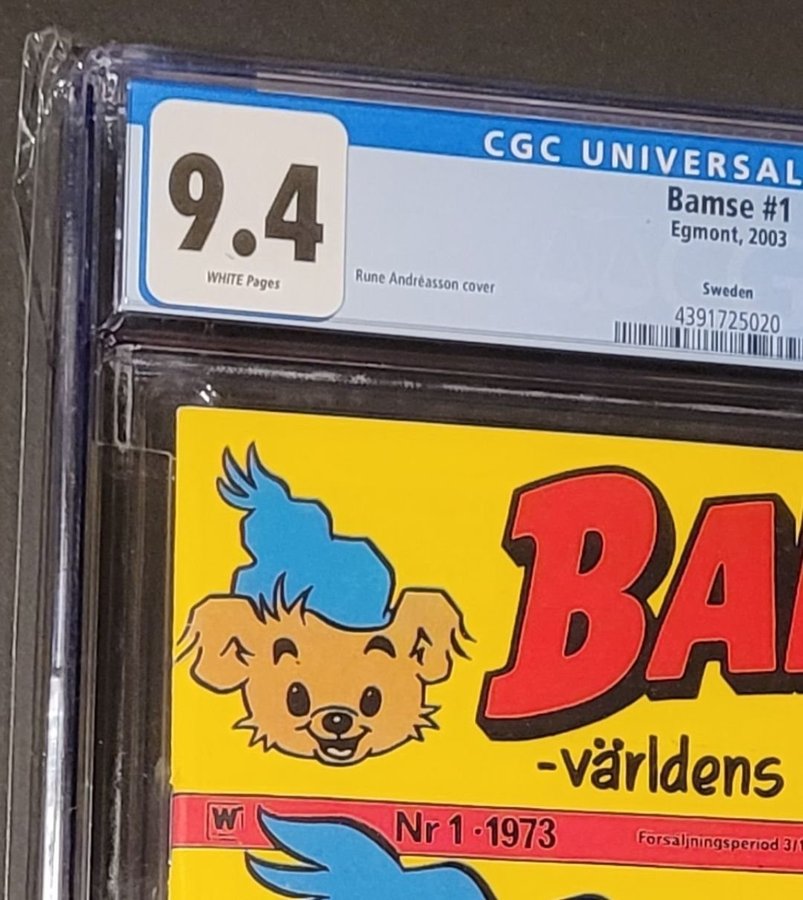 CGC UNIVERSAL
9.4
WHITE Pages
Bamse #1
Egmont, 2003
Rune Andrèasson cover
Sweden
4391725020
BA
-världens
W
Nr 1 · 1973
Försäljningsperiod 3/1